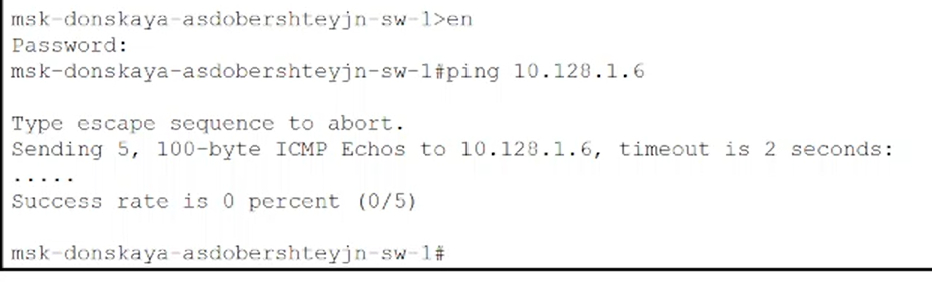 msk-donskaya-asdobershteyjn-sw-1>en
Password:
msk-donskaya-asdobershteyjn-sw-1#ping 10.128.1.6
Type escape sequence to abort.
Sending 5, 100-byte ICMP Echos to 10.128.1.6, timeout is 2 seconds:
.....
Success rate is 0 percent (0/5)
msk-donskaya-asdobershteyjn-sw-1#